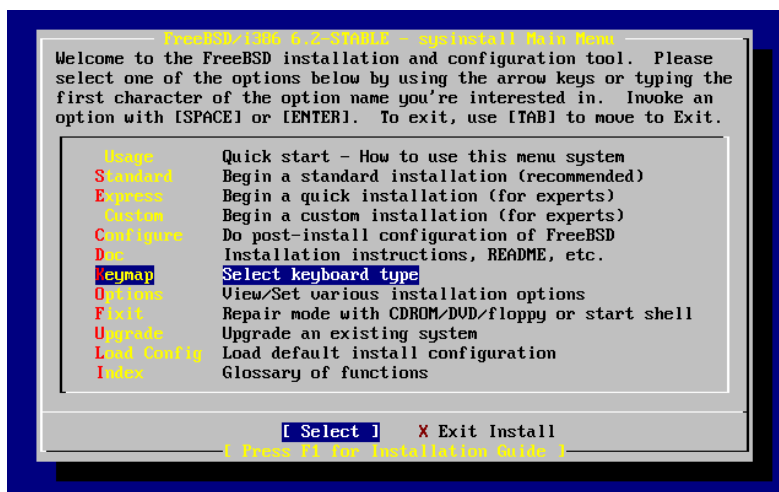 FreeBSD/i386 6.2-STABLE - sysinstall Main Menu
Welcome to the FreeBSD installation and configuration tool.  Please
select one of the options below by using the arrow keys or typing the
first character of the option name you're interested in.  Invoke an
option with [SPACE] or [ENTER].  To exit, use [TAB] to move to Exit.
Usage Quick start - How to use this menu system
Standard Begin a standard installation (recommended)
Express Begin a quick installation (for experts)
Custom Begin a custom installation (for experts)
Configure Do post-install configuration of FreeBSD
Doc Installation instructions, README, etc.
Keymap Select keyboard type
Options View/Set various installation options
Fixit Repair mode with CDROM/DVD/floppy or start shell
Upgrade Upgrade an existing system
Load Config Load default install configuration
Index Glossary of functions
[ Select ] X Exit Install
[ Press F1 for Installation Guide ]